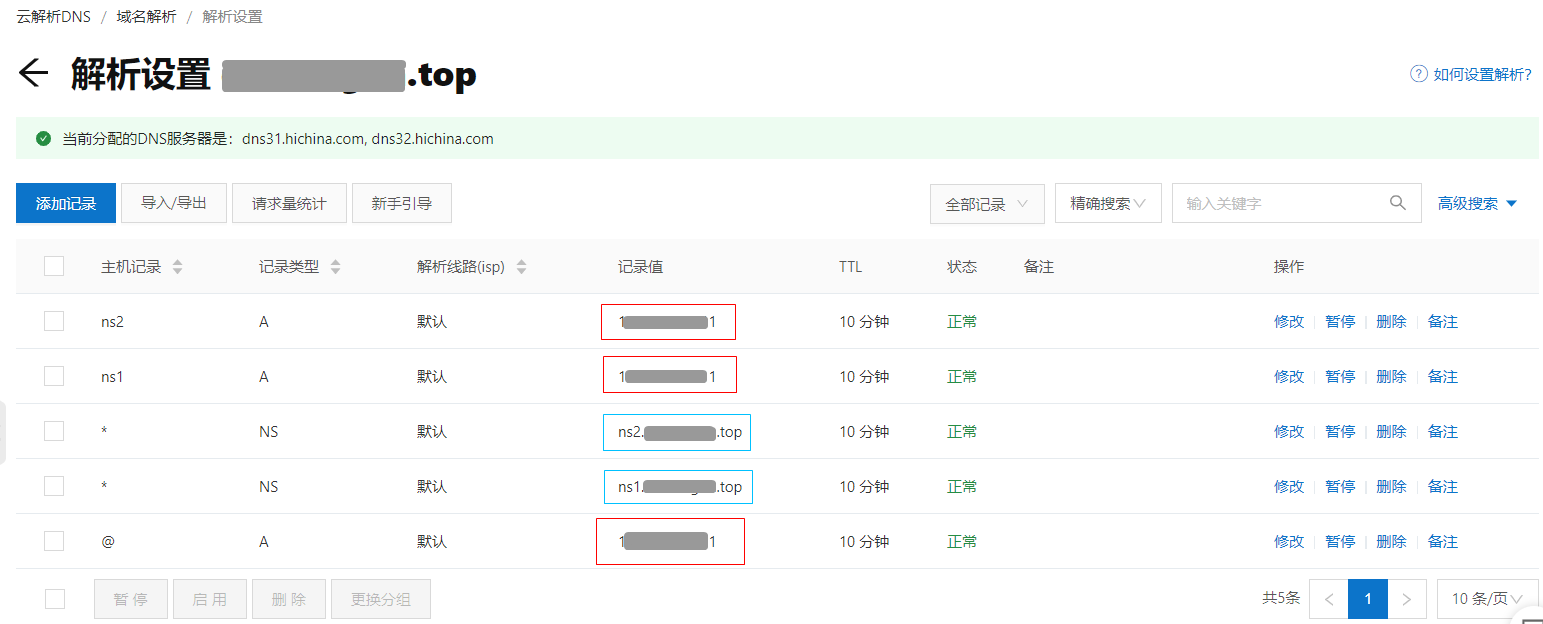 云解析DNS / 域名解析 / 解析设置
解析设置 .top
如何设置解析?
当前分配的DNS服务器是：dns31.hichina.com, dns32.hichina.com
添加记录 导入/导出 请求量统计 新手引导 全部记录 精确搜索 输入关键字 高级搜索
主机记录 记录类型 解析线路(isp) 记录值 TTL 状态 备注 操作
ns2 A 默认 1 1 10 分钟 正常 修改 暂停 删除 备注
ns1 A 默认 1 1 10 分钟 正常 修改 暂停 删除 备注
* NS 默认 ns2. .top 10 分钟 正常 修改 暂停 删除 备注
* NS 默认 ns1. .top 10 分钟 正常 修改 暂停 删除 备注
@ A 默认 1 1 10 分钟 正常 修改 暂停 删除 备注
暂停 启用 删除 更换分组 共5条 < 1 > 10 条/页